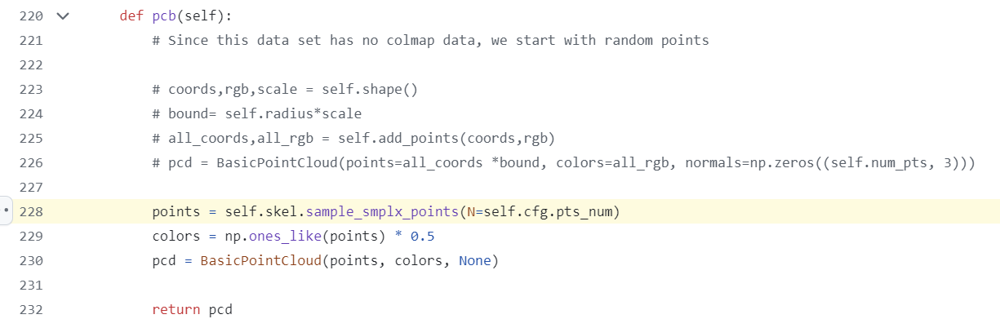 220 def pcb(self):
221 # Since this data set has no colmap data, we start with random points
222
223 # coords,rgb,scale = self.shape()
224 # bound= self.radius*scale
225 # all_coords,all_rgb = self.add_points(coords,rgb)
226 # pcd = BasicPointCloud(points=all_coords *bound, colors=all_rgb, normals=np.zeros((self.num_pts, 3)))
227
228 points = self.skel.sample_smplx_points(N=self.cfg.pts_num)
229 colors = np.ones_like(points) * 0.5
230 pcd = BasicPointCloud(points, colors, None)
231
232 return pcd